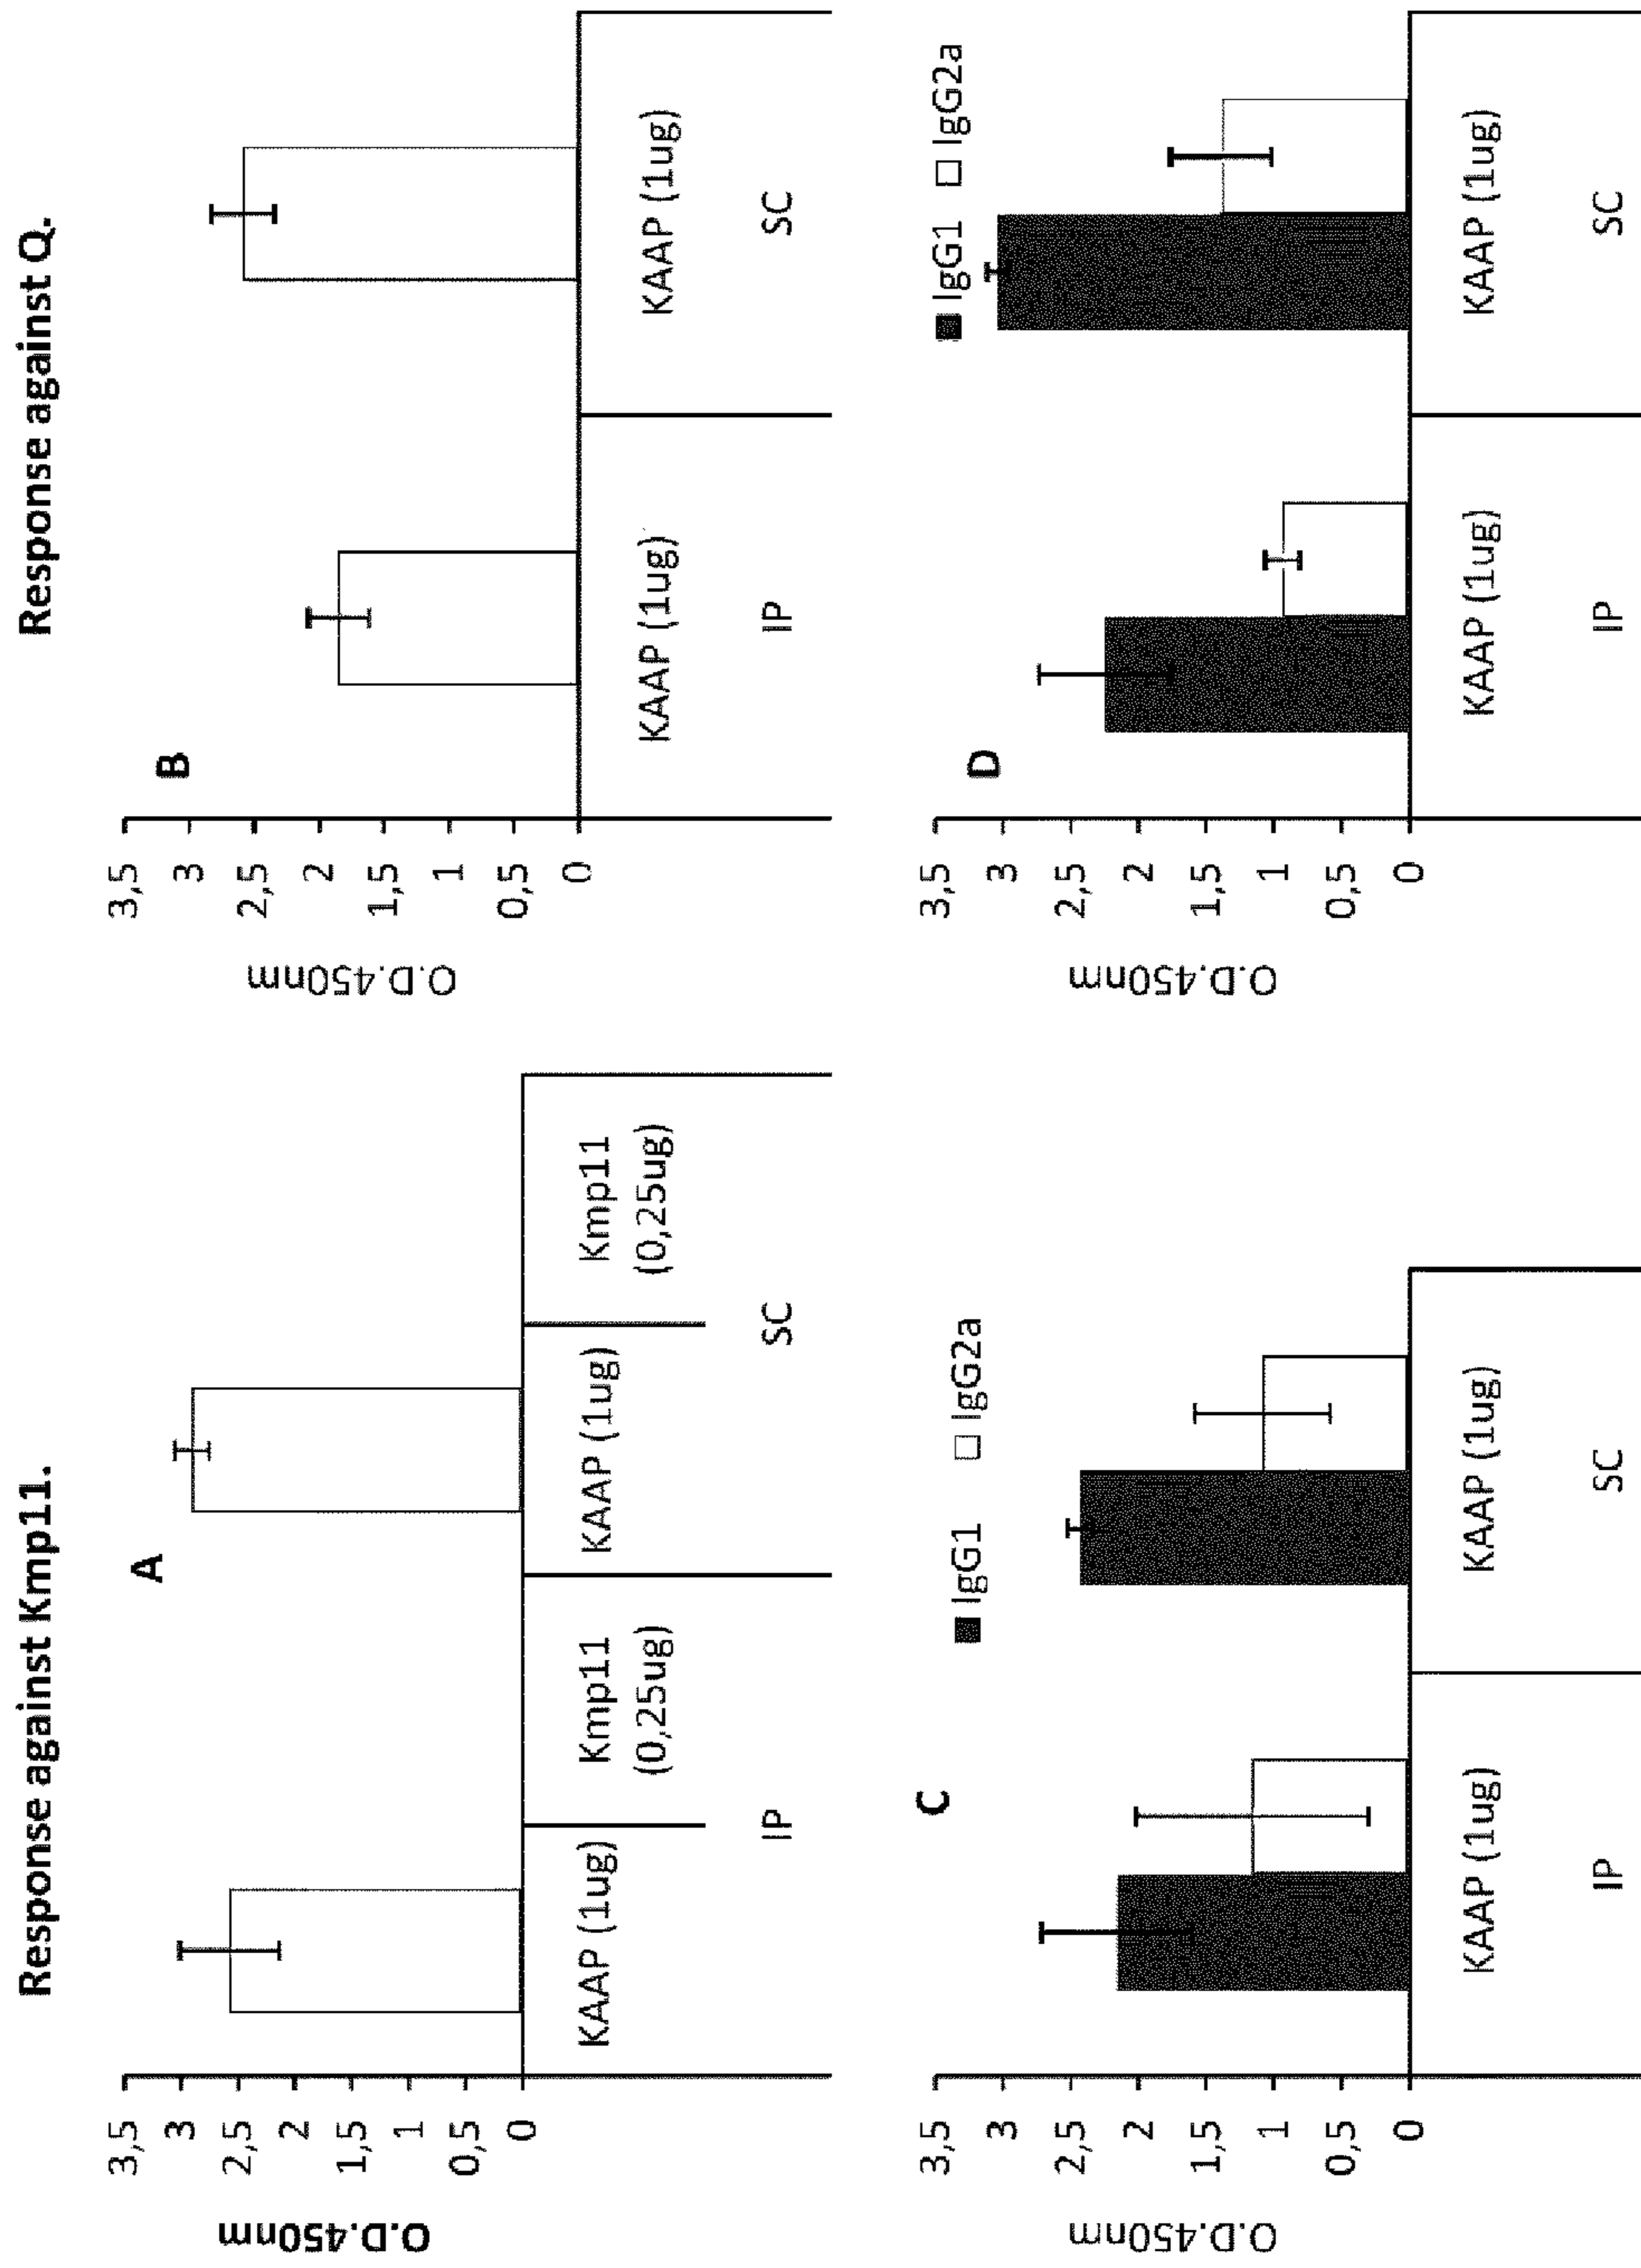 Response against Kmp11.
A
O.D.450nm
3,5
3
2,5
2
1,5
1
0,5
0
KAAP (1ug)
Kmp11
(0,25ug)
KAAP (1ug)
Kmp11
(0,25ug)
IP
SC
Response against Q.
B
O.D.450nm
3,5
3
2,5
2
1,5
1
0,5
0
KAAP (1ug)
KAAP (1ug)
IP
SC
C
IgG1 IgG2a
O.D.450nm
3,5
3
2,5
2
1,5
1
0,5
0
KAAP (1ug)
KAAP (1ug)
IP
SC
D
IgG1 IgG2a
O.D.450nm
3,5
3
2,5
2
1,5
1
0,5
0
KAAP (1ug)
KAAP (1ug)
IP
SC